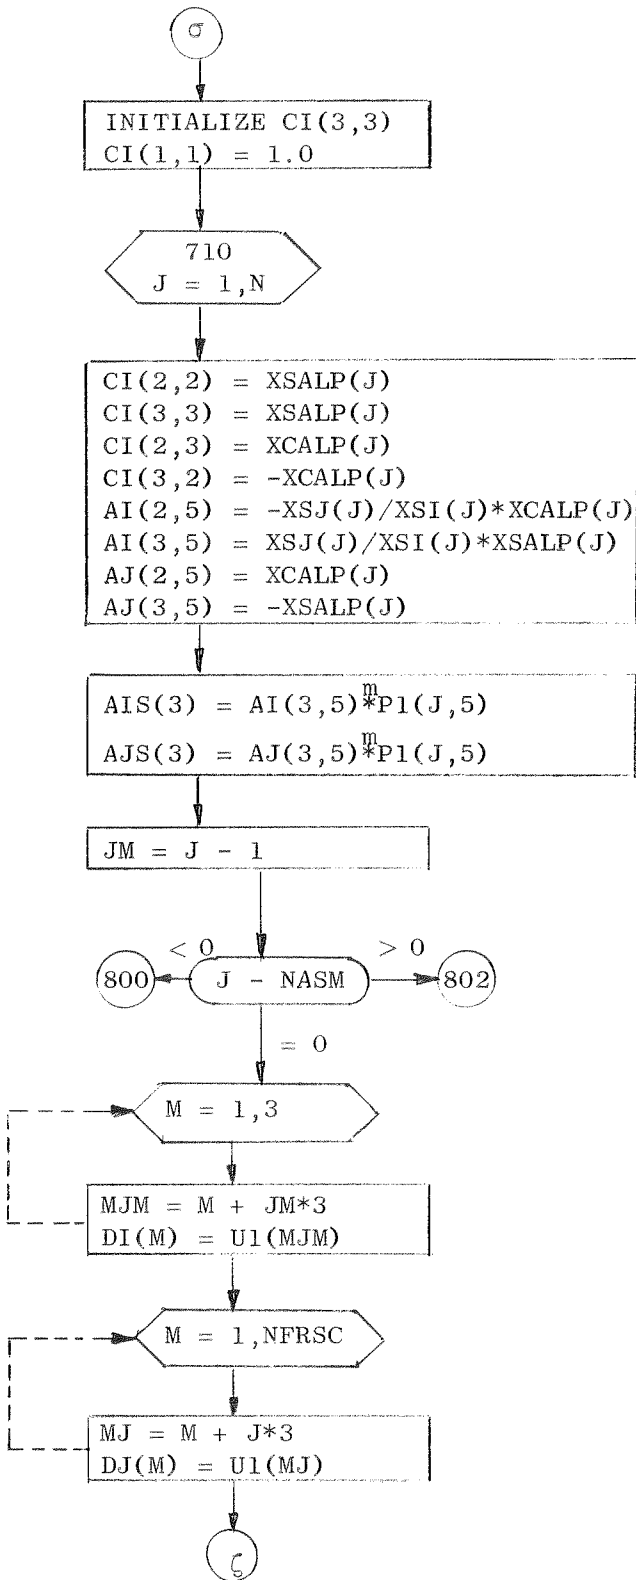 σ
INITIALIZE CI(3,3)
CI(1,1) = 1.0
710
J = 1,N
CI(2,2) = XSALP(J)
CI(3,3) = XSALP(J)
CI(2,3) = XCALP(J)
CI(3,2) = -XCALP(J)
AI(2,5) = -XSJ(J)/XSI(J)*XCALP(J)
AI(3,5) = XSJ(J)/XSI(J)*XSALP(J)
AJ(2,5) = XCALP(J)
AJ(3,5) = -XSALP(J)
m
AIS(3) = AI(3,5)*P1(J,5)
m
AJS(3) = AJ(3,5)*P1(J,5)
JM = J - 1
< 0
> 0
800
J - NASM
802
= 0
M = 1,3
MJM = M + JM*3
DI(M) = U1(MJM)
M = 1,NFRSC
MJ = M + J*3
DJ(M) = U1(MJ)
ζ